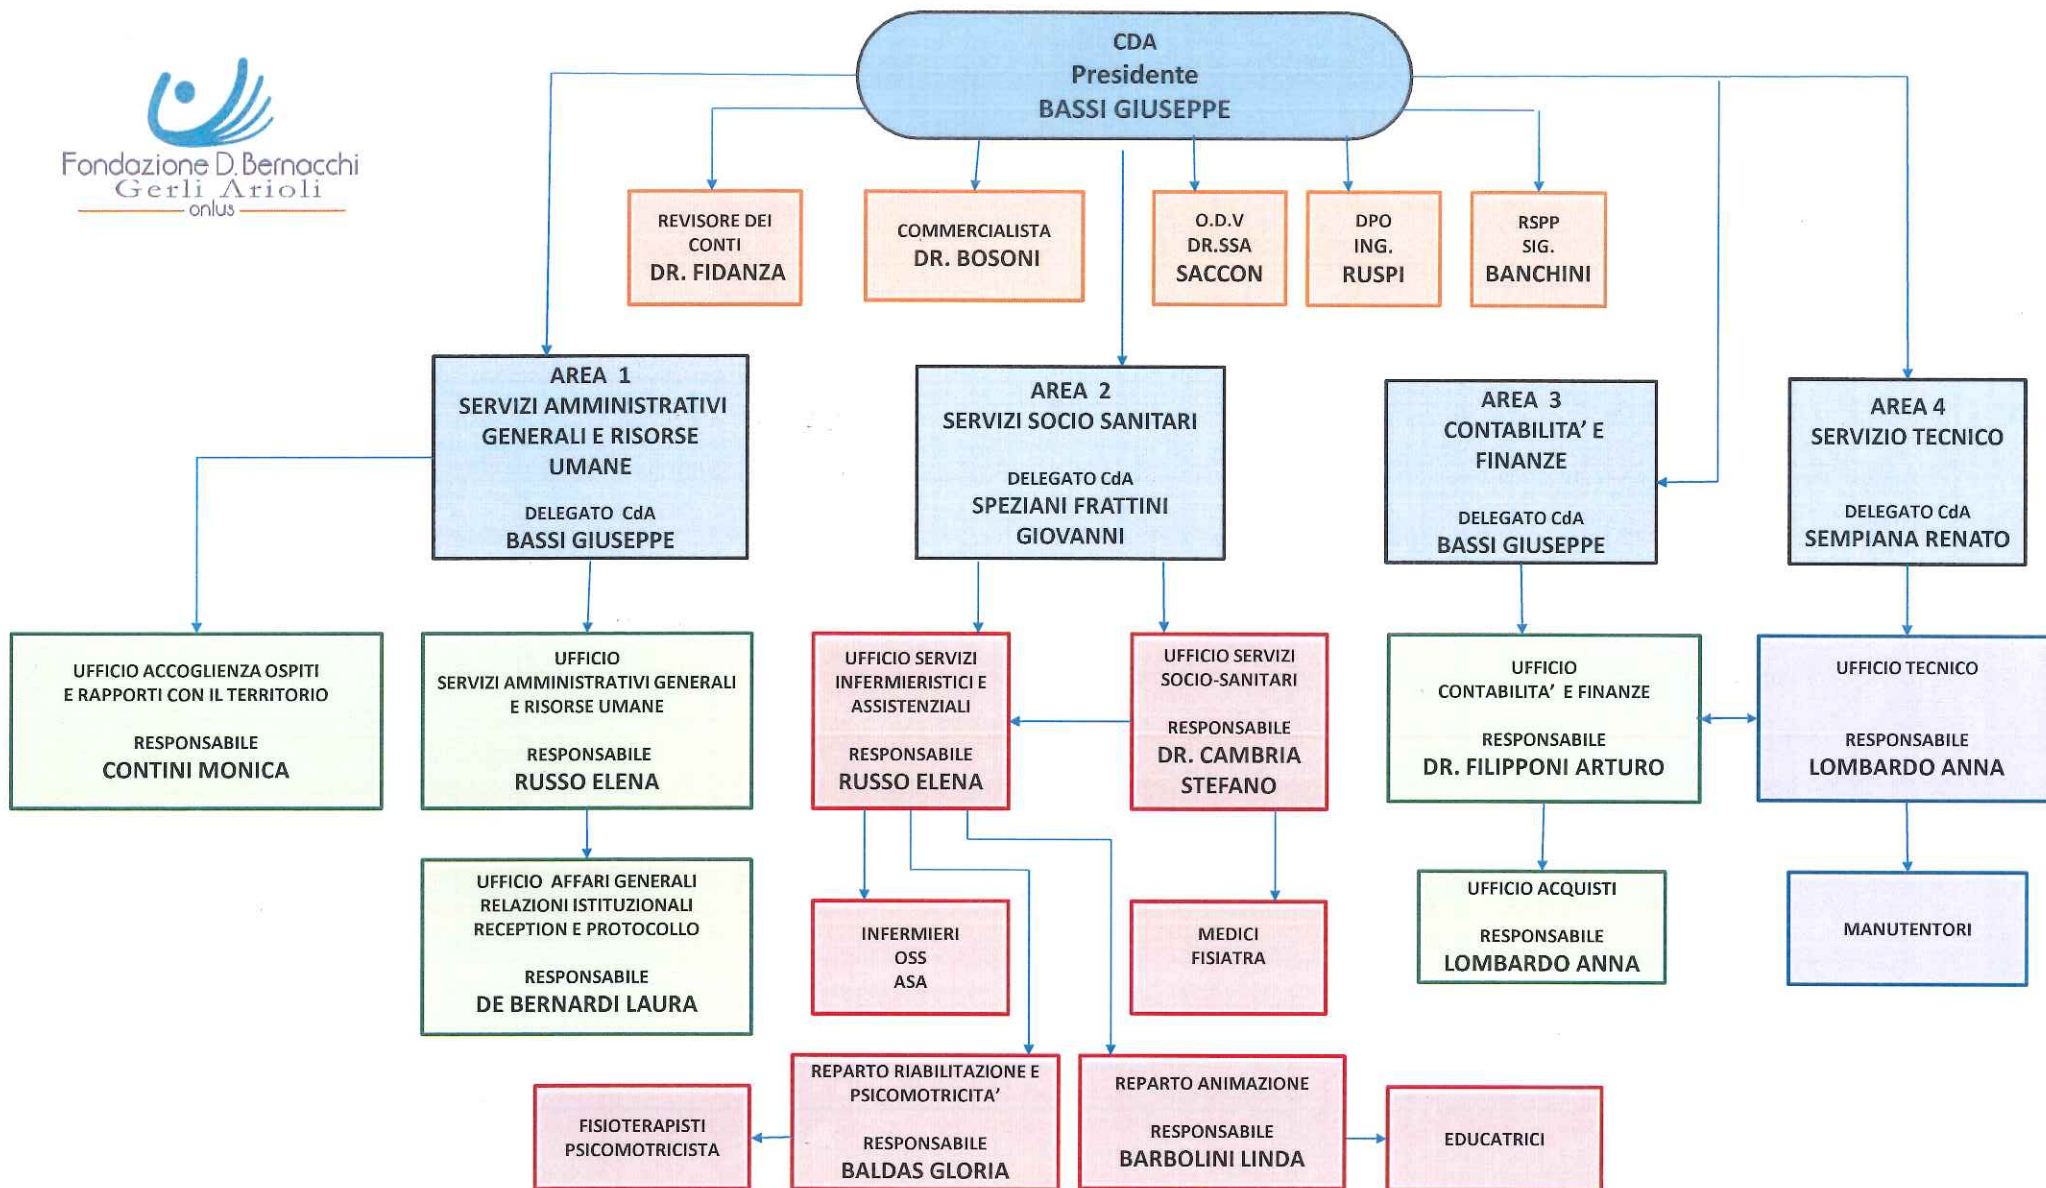 CDA
Presidente
BASSI GIUSEPPE
Fondazione D. Bernacchi
Gerli Arioli
onlus
REVISORE DEI
CONTI
DR. FIDANZA
COMMERCIALISTA
DR. BOSONI
O.D.V
DR.SSA
SACCON
DPO
ING.
RUSPI
RSPP
SIG.
BANCHINI
AREA 1
SERVIZI AMMINISTRATIVI
GENERALI E RISORSE
UMANE
DELEGATO CdA
BASSI GIUSEPPE
AREA 2
SERVIZI SOCIO SANITARI
DELEGATO CdA
SPEZIANI FRATTINI
GIOVANNI
AREA 3
CONTABILITA' E
FINANZE
DELEGATO CdA
BASSI GIUSEPPE
AREA 4
SERVIZIO TECNICO
DELEGATO CdA
SEMPIANA RENATO
UFFICIO ACCOGLIENZA OSPITI
E RAPPORTI CON IL TERRITORIO
RESPONSABILE
CONTINI MONICA
UFFICIO
SERVIZI AMMINISTRATIVI GENERALI
E RISORSE UMANE
RESPONSABILE
RUSSO ELENA
UFFICIO SERVIZI
INFERMIERISTICI E
ASSISTENZIALI
RESPONSABILE
RUSSO ELENA
UFFICIO SERVIZI
SOCIO-SANITARI
RESPONSABILE
DR. CAMBRIA
STEFANO
UFFICIO
CONTABILITA' E FINANZE
RESPONSABILE
DR. FILIPPONI ARTURO
UFFICIO TECNICO
RESPONSABILE
LOMBARDO ANNA
UFFICIO AFFARI GENERALI
RELAZIONI ISTITUZIONALI
RECEPTION E PROTOCOLLO
RESPONSABILE
DE BERNARDI LAURA
INFERMIERI
OSS
ASA
MEDICI
FISIATRA
UFFICIO ACQUISTI
RESPONSABILE
LOMBARDO ANNA
MANUTENTORI
FISIOTERAPISTI
PSICOMOTRICISTA
REPARTO RIABILITAZIONE E
PSICOMOTRICITA'
RESPONSABILE
BALDAS GLORIA
REPARTO ANIMAZIONE
RESPONSABILE
BARBOLINI LINDA
EDUCATRICI